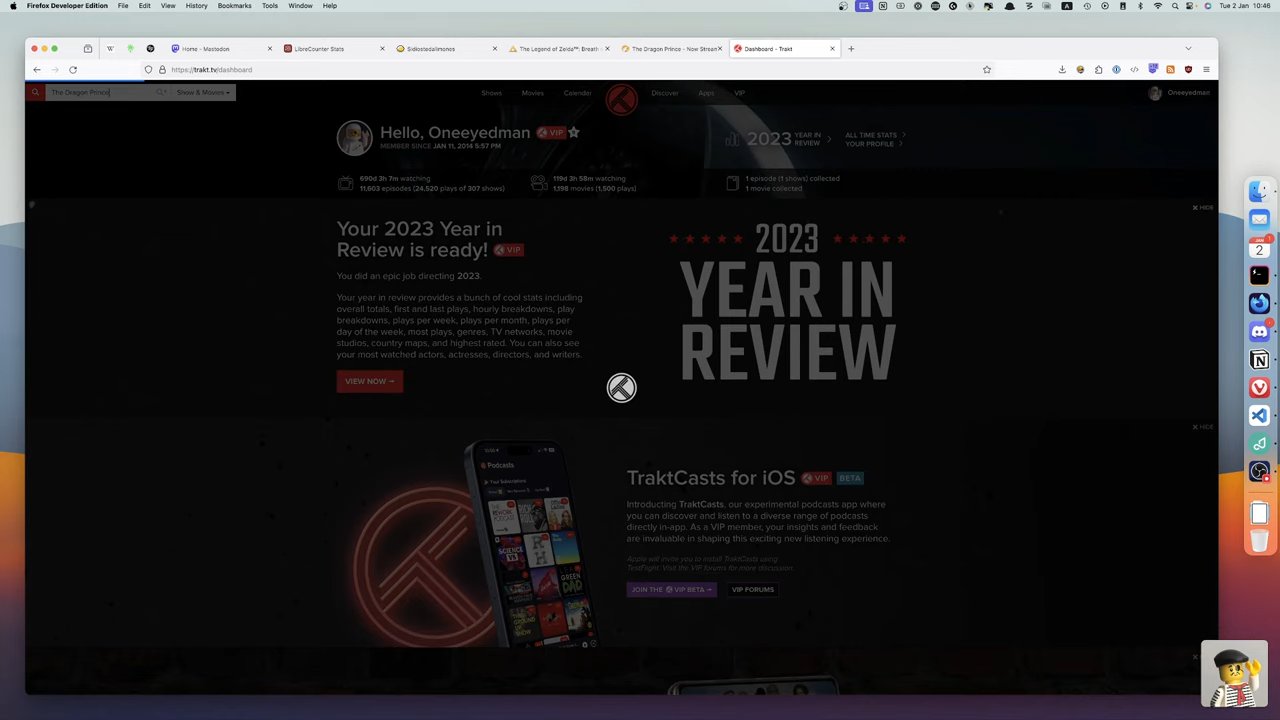 Firefox Developer Edition File Edit View History Bookmarks Tools Window Help
Tue 2 Jan 10:46
Home - Mastodon
LibreCounter Stats
Sidlostedalimones
The Legend of Zelda™: Breath
The Dragon Prince - Now Stream
Dashboard - Trakt
https://trakt.tv/dashboard
The Dragon Prince
Show & Movies
Shows Movies Calendar Discover Apps VIP
Oneeyedman
Hello, Oneeyedman VIP
MEMBER SINCE JAN 11, 2014 5:57 PM
2023 YEAR IN REVIEW
ALL TIME STATS
YOUR PROFILE
690d 3h 7m watching
11,603 episodes (24,520 plays of 307 shows)
119d 3h 58m watching
1,198 movies (1,500 plays)
1 episode (1 shows) collected
1 movie collected
HIDE
Your 2023 Year in
Review is ready! VIP
You did an epic job directing 2023.
Your year in review provides a bunch of cool stats including
overall totals, first and last plays, hourly breakdowns, play
breakdowns, plays per week, plays per month, plays per
day of the week, most plays, genres, TV networks, movie
studios, country maps, and highest rated. You can also see
your most watched actors, actresses, directors, and writers.
VIEW NOW →
2023
YEAR IN
REVIEW
HIDE
Podcasts
TraktCasts for iOS VIP BETA
Introducing TraktCasts, our experimental podcasts app where
you can discover and listen to a diverse range of podcasts
directly in-app. As a VIP member, your insights and feedback
are invaluable in shaping this exciting new listening experience.
Apple will invite you to install TraktCasts using
TestFlight. Visit the VIP forums for more discussion.
JOIN THE VIP BETA →
VIP FORUMS
GREEN
DAD
JAN
2